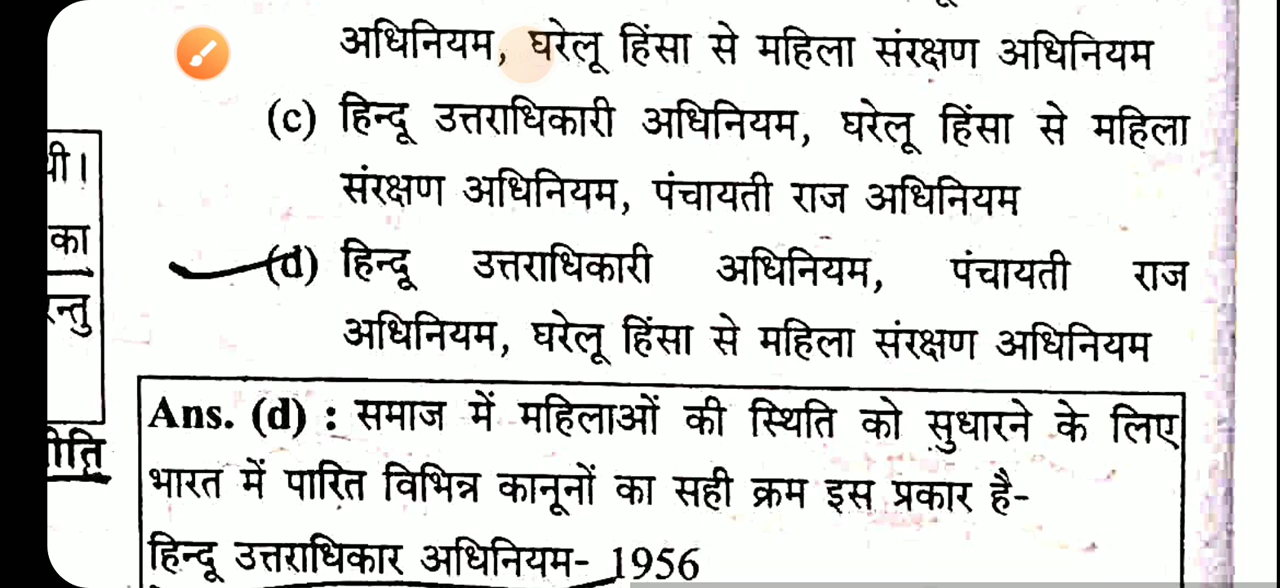 अधिनियम, घरेलू हिंसा से महिला संरक्षण अधिनियम
(c) हिन्दू उत्तराधिकारी अधिनियम, घरेलू हिंसा से महिला
संरक्षण अधिनियम, पंचायती राज अधिनियम
(d) हिन्दू उत्तराधिकारी अधिनियम, पंचायती राज
अधिनियम, घरेलू हिंसा से महिला संरक्षण अधिनियम
Ans. (d) : समाज में महिलाओं की स्थिति को सुधारने के लिए
भारत में पारित विभिन्न कानूनों का सही क्रम इस प्रकार है-
हिन्दू उत्तराधिकार अधिनियम- 1956
का